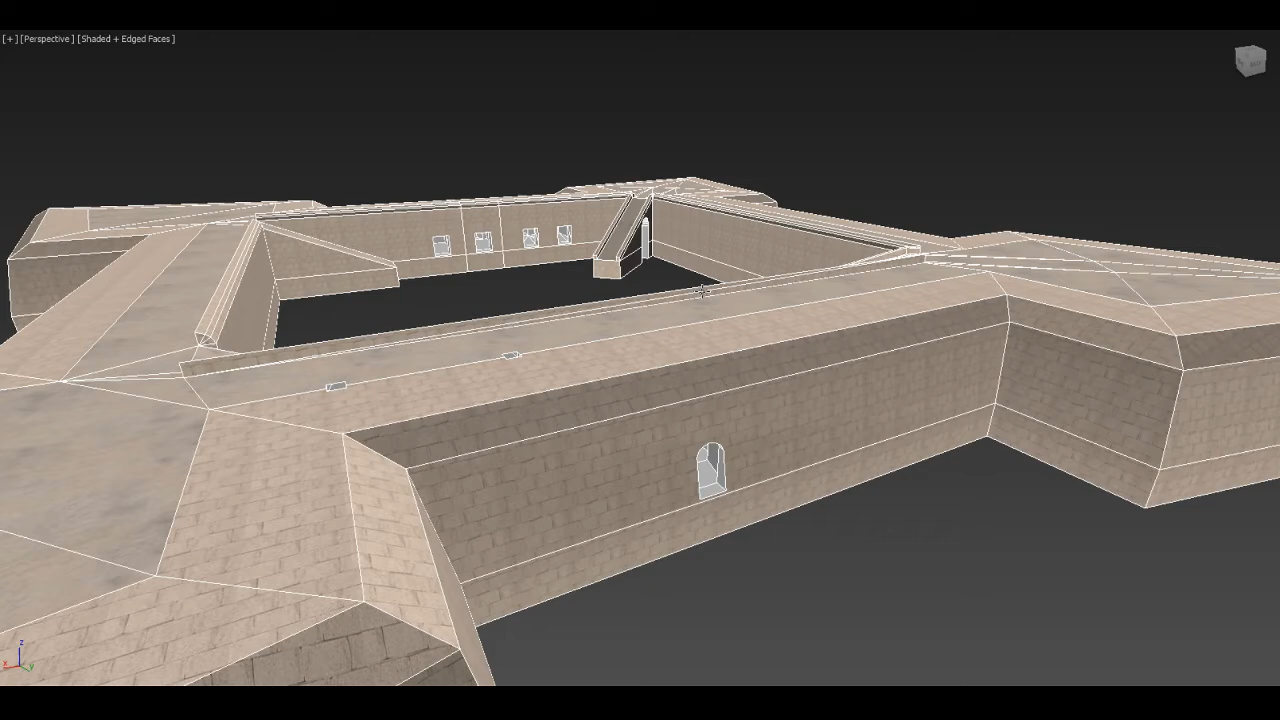 [+] [Perspective] [Shaded + Edged Faces]
z
x
y